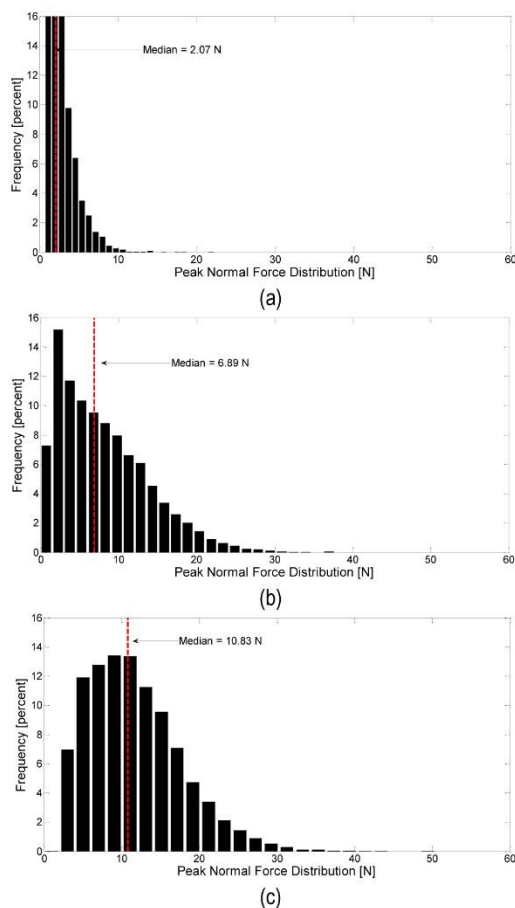 16
14
12
10
8
6
4
2
0
Frequency [percent]
Median = 2.07 N
0 10 20 30 40 50 60
Peak Normal Force Distribution [N]
(a)
16
14
12
10
8
6
4
2
0
Frequency [percent]
Median = 6.89 N
0 10 20 30 40 50 60
Peak Normal Force Distribution [N]
(b)
16
14
12
10
8
6
4
2
0
Frequency [percent]
Median = 10.83 N
0 10 20 30 40 50 60
Peak Normal Force Distribution [N]
(c)